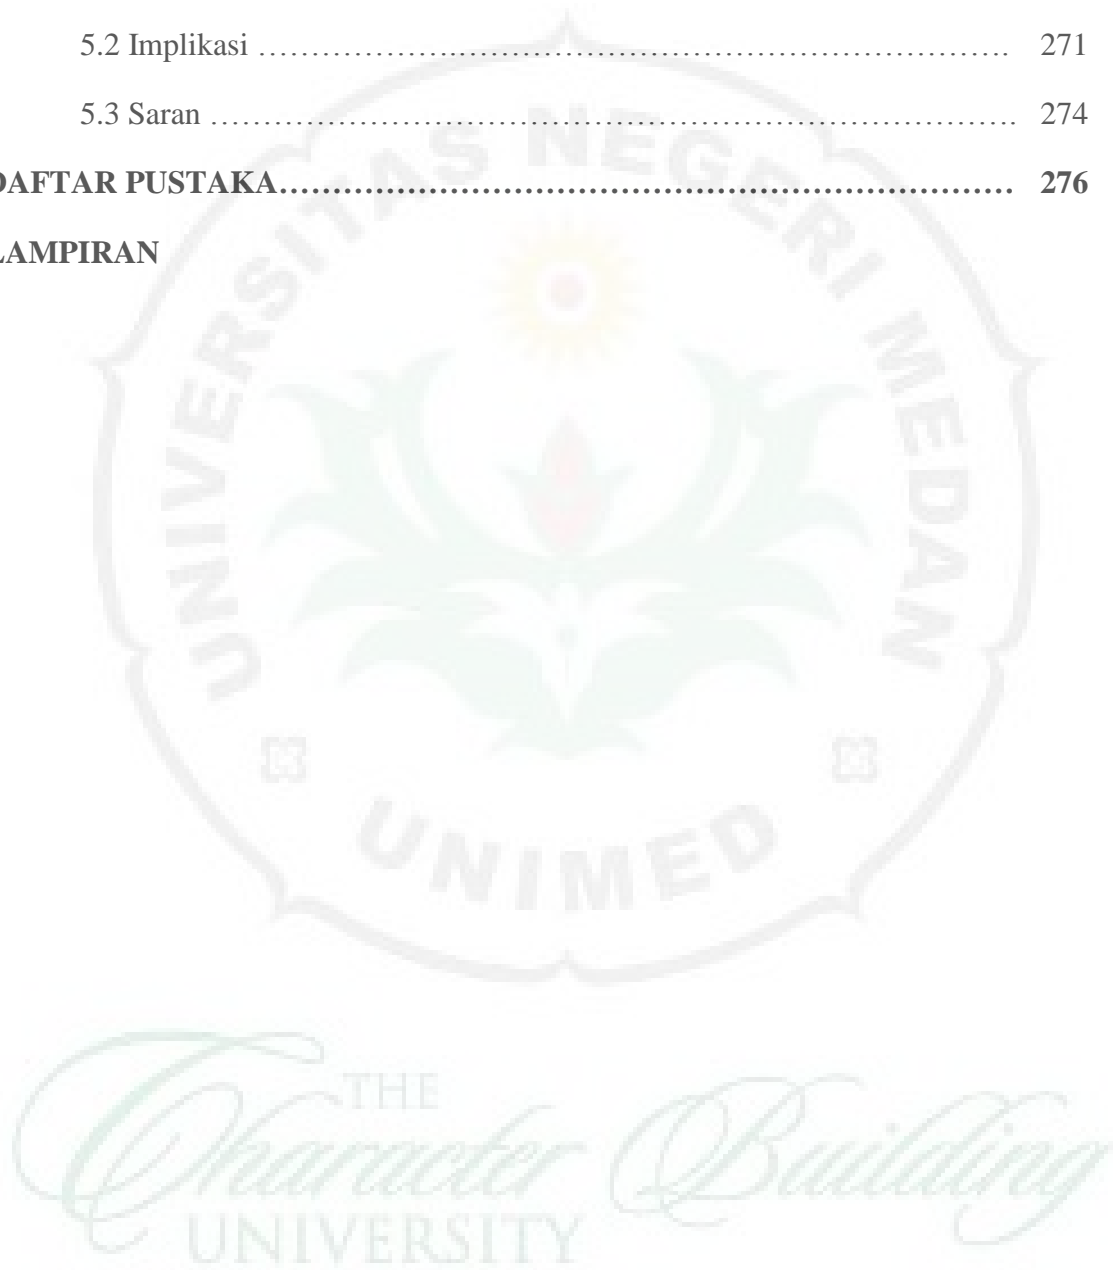 5.2 Implikasi ……………….……………………………………………. 271
5.3 Saran ……………………………………………………………………. 274
DAFTAR PUSTAKA……………………………………………………………… 276
LAMPIRAN
UNIVERSITAS NEGERI MEDAN
UNIMED
THE
Character Building
UNIVERSITY